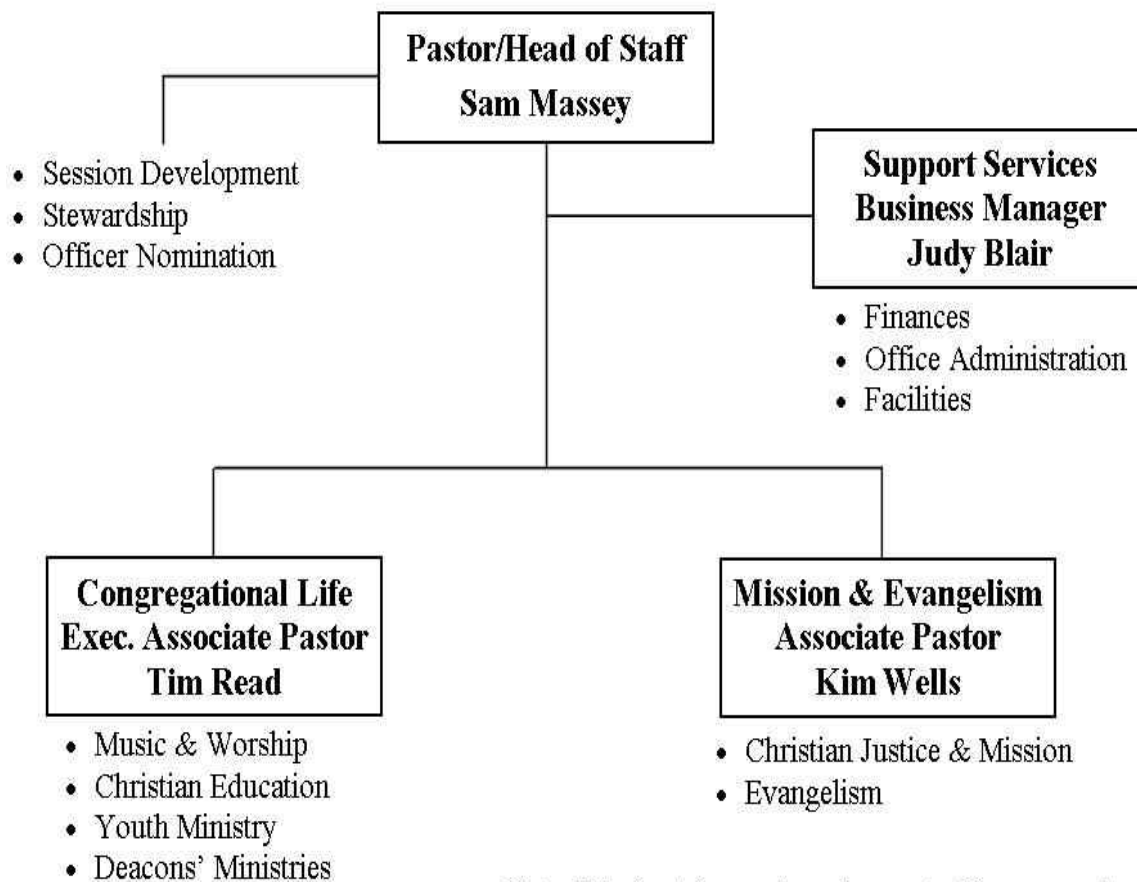 Pastor/Head of Staff
Sam Massey
• Session Development
• Stewardship
• Officer Nomination
Support Services
Business Manager
Judy Blair
• Finances
• Office Administration
• Facilities
Congregational Life
Exec. Associate Pastor
Tim Read
• Music & Worship
• Christian Education
• Youth Ministry
• Deacons’ Ministries
Mission & Evangelism
Associate Pastor
Kim Wells
• Christian Justice & Mission
• Evangelism